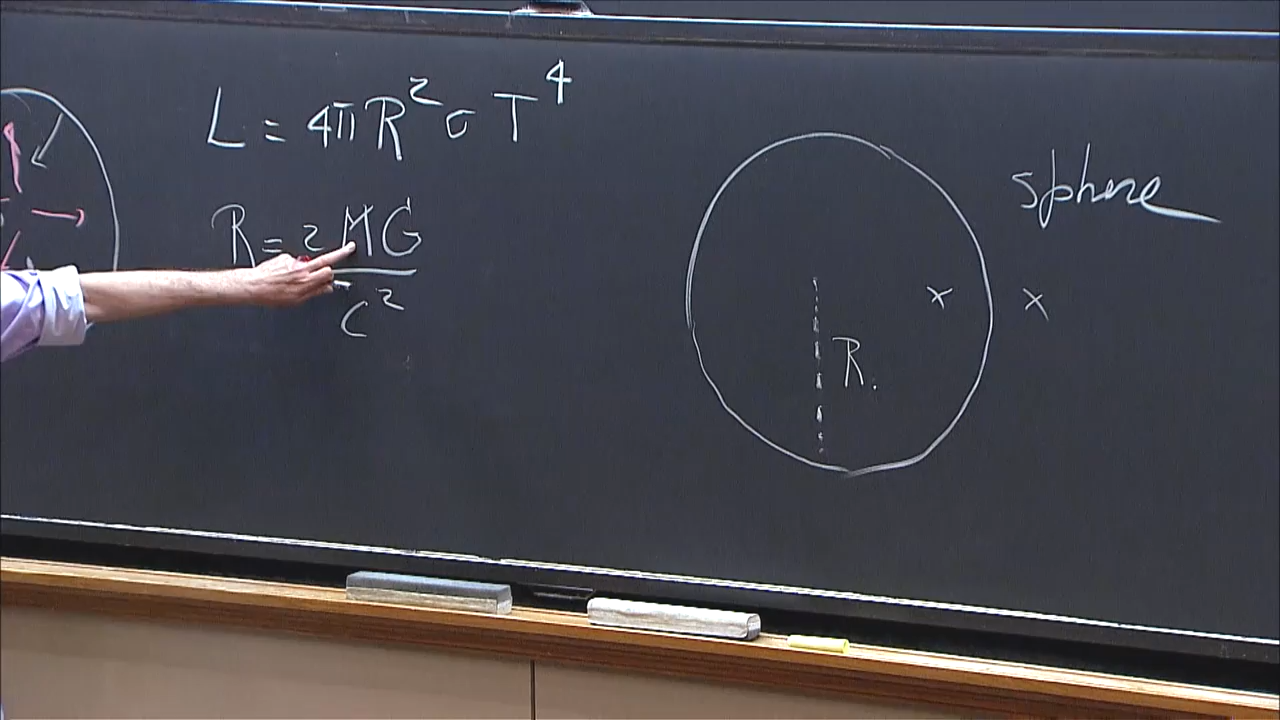 L = 4πR²σT⁴
R = 2MG
c²
sphere
x x
R.